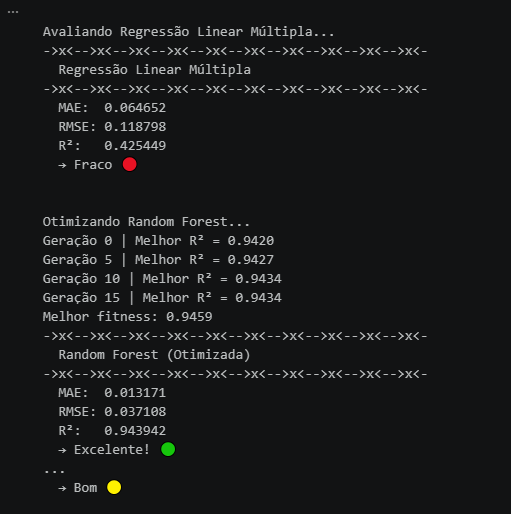 ...
Avaliando Regressão Linear Múltipla...
->x<-->x<-->x<-->x<-->x<-->x<-->x<-->x<-->x<-->x<-->x<-
Regressão Linear Múltipla
->x<-->x<-->x<-->x<-->x<-->x<-->x<-->x<-->x<-->x<-->x<-
MAE: 0.064652
RMSE: 0.118798
R²: 0.425449
→ Fraco 🔴
Otimizando Random Forest...
Geração 0 | Melhor R² = 0.9420
Geração 5 | Melhor R² = 0.9427
Geração 10 | Melhor R² = 0.9434
Geração 15 | Melhor R² = 0.9434
Melhor fitness: 0.9459
->x<-->x<-->x<-->x<-->x<-->x<-->x<-->x<-->x<-->x<-->x<-
Random Forest (Otimizada)
->x<-->x<-->x<-->x<-->x<-->x<-->x<-->x<-->x<-->x<-->x<-
MAE: 0.013171
RMSE: 0.037108
R²: 0.943942
→ Excelente! 🟢
...
→ Bom 🟡